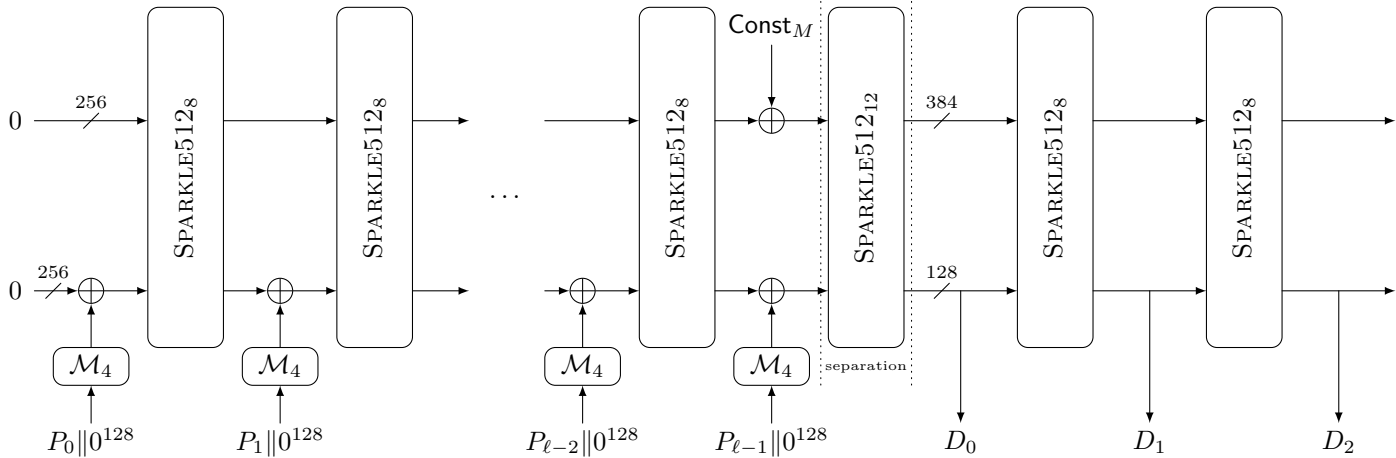 Const_M
256
384
0
SPARKLE512_8
SPARKLE512_8
SPARKLE512_8
SPARKLE512_12
SPARKLE512_8
SPARKLE512_8
...
256
128
0
M_4
M_4
M_4
M_4
separation
P_0‖0^128
P_1‖0^128
P_{ℓ−2}‖0^128
P_{ℓ−1}‖0^128
D_0
D_1
D_2